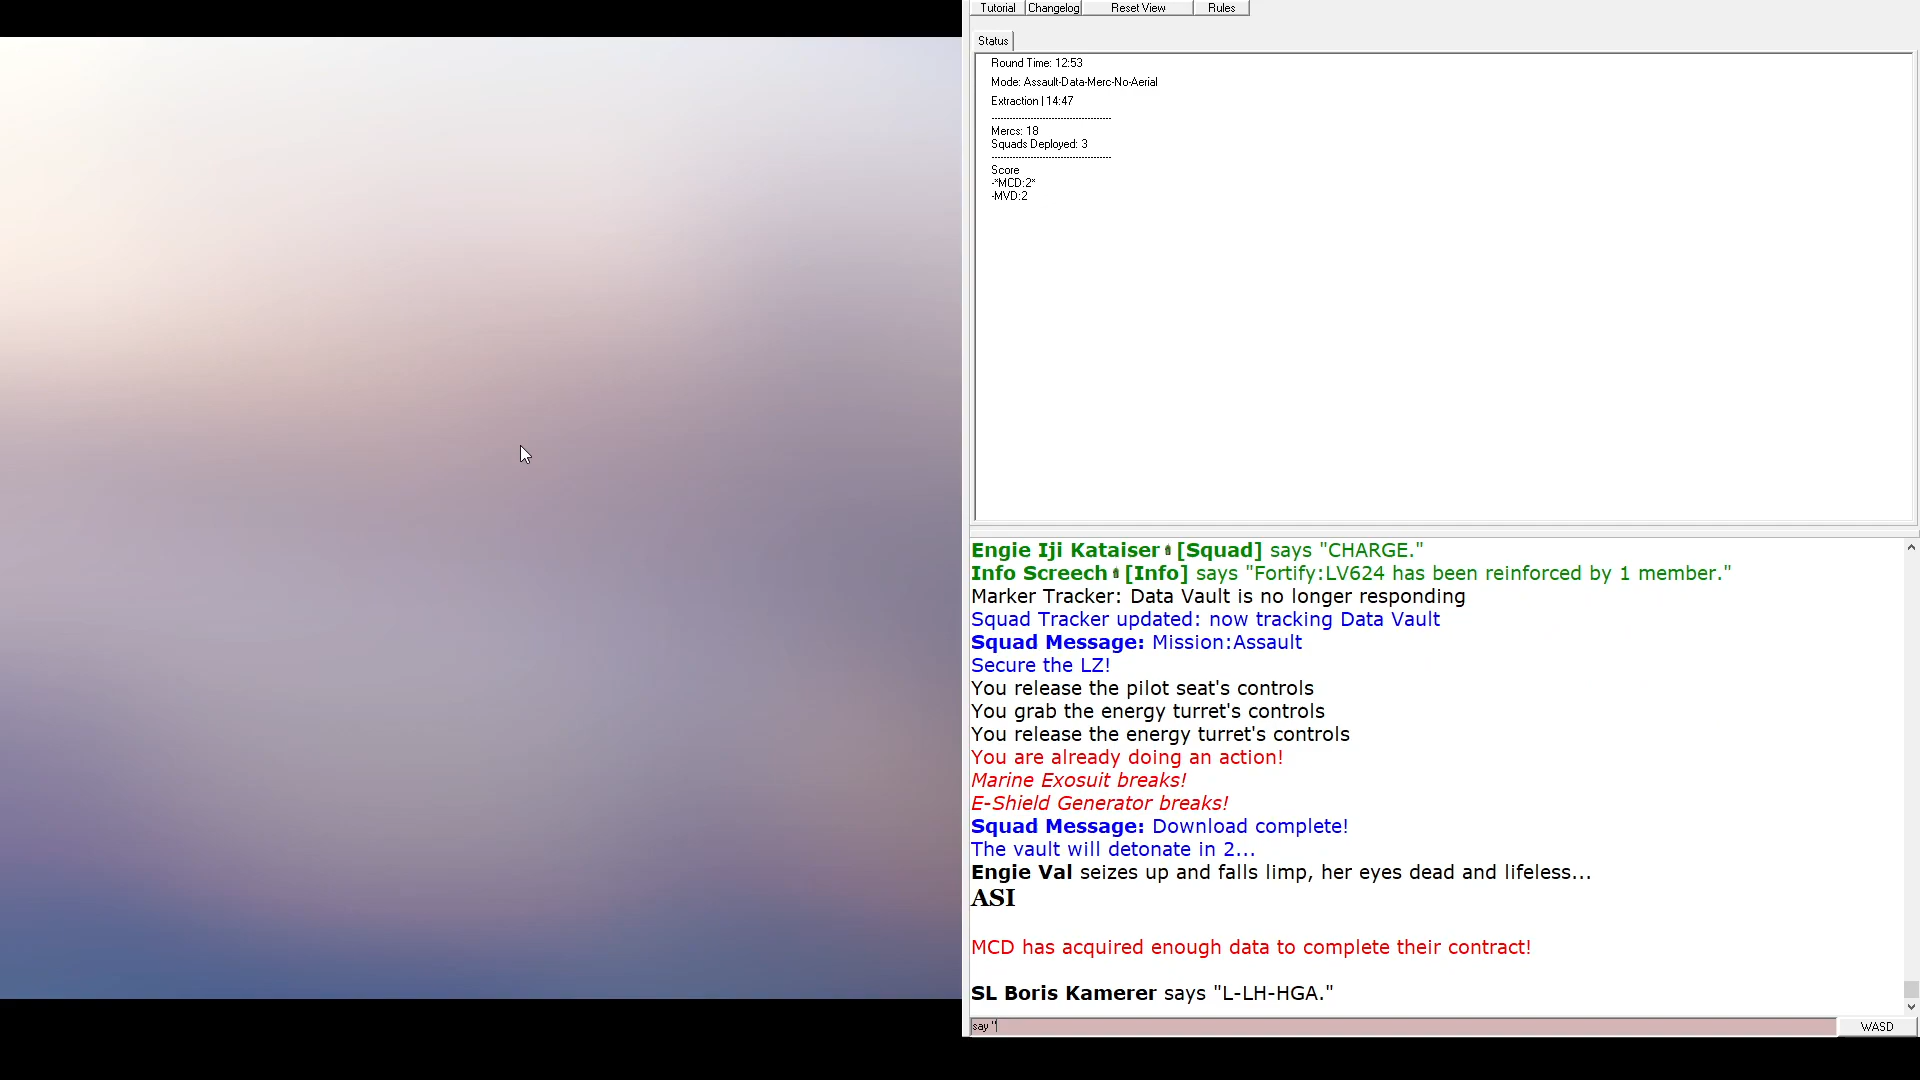 Tutorial Changelog Reset View Rules
Status
Round Time: 12:53
Mode: Assault-Data-Merc-No-Aerial
Extraction | 14:47
----------------------------------------
Mercs: 18
Squads Deployed: 3
----------------------------------------
Score
-*MCD:2*
-MVD:2
Engie Iji Kataiser [Squad] says "CHARGE."
Info Screech [Info] says "Fortify:LV624 has been reinforced by 1 member."
Marker Tracker: Data Vault is no longer responding
Squad Tracker updated: now tracking Data Vault
Squad Message: Mission:Assault
Secure the LZ!
You release the pilot seat's controls
You grab the energy turret's controls
You release the energy turret's controls
You are already doing an action!
Marine Exosuit breaks!
E-Shield Generator breaks!
Squad Message: Download complete!
The vault will detonate in 2...
Engie Val seizes up and falls limp, her eyes dead and lifeless...
ASI
MCD has acquired enough data to complete their contract!
SL Boris Kamerer says "L-LH-HGA."
say "
WASD